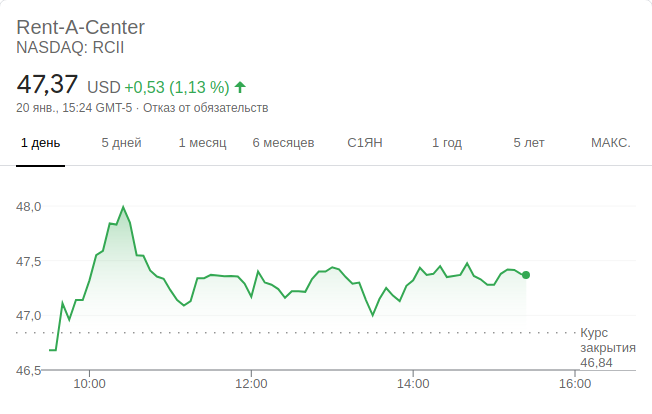 Rent-A-Center
NASDAQ: RCII
47,37 USD +0,53 (1,13 %)
20 янв., 15:24 GMT-5 · Отказ от обязательств
1 день 5 дней 1 месяц 6 месяцев С1ЯН 1 год 5 лет МАКС.
48,0
47,5
47,0
Курс
закрытия
46,84
46,5
10:00 12:00 14:00 16:00